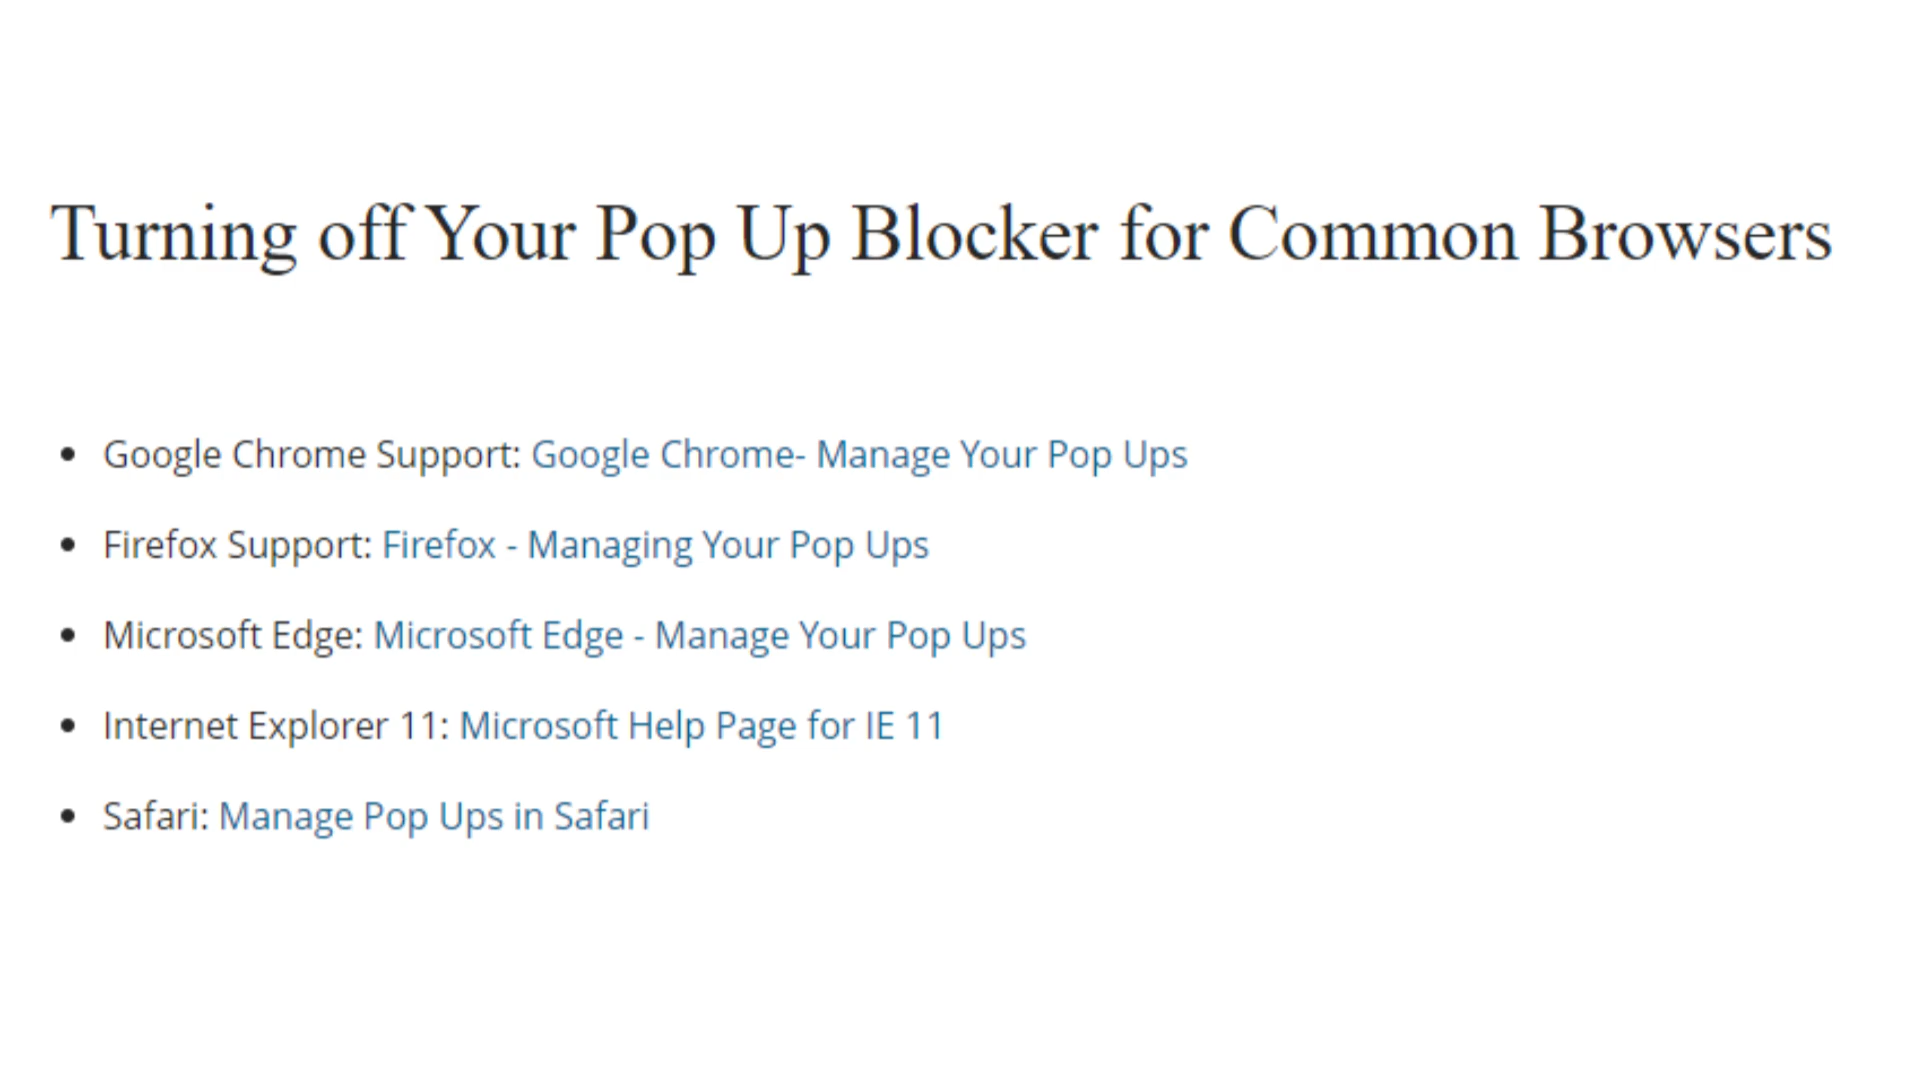 Turning off Your Pop Up Blocker for Common Browsers
Google Chrome Support: Google Chrome- Manage Your Pop Ups
Firefox Support: Firefox - Managing Your Pop Ups
Microsoft Edge: Microsoft Edge - Manage Your Pop Ups
Internet Explorer 11: Microsoft Help Page for IE 11
Safari: Manage Pop Ups in Safari